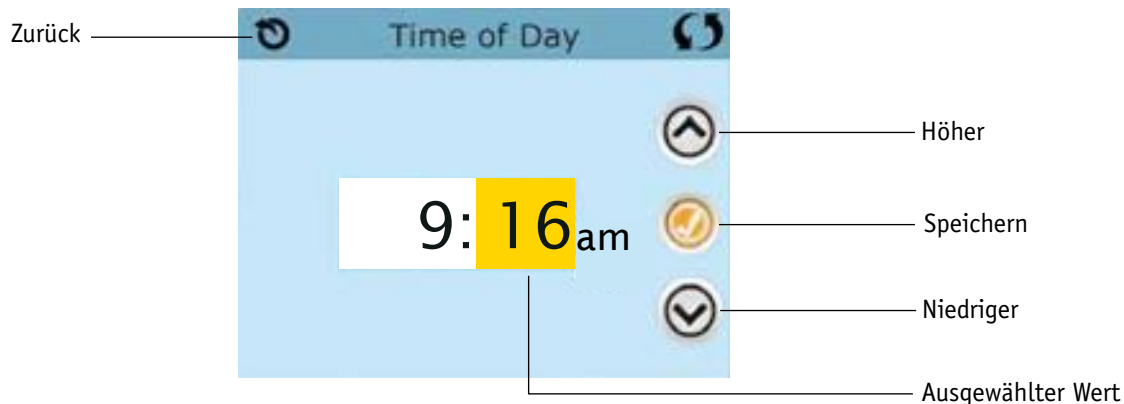 Zurück
Time of Day
Höher
9:16am
Speichern
Niedriger
Ausgewählter Wert